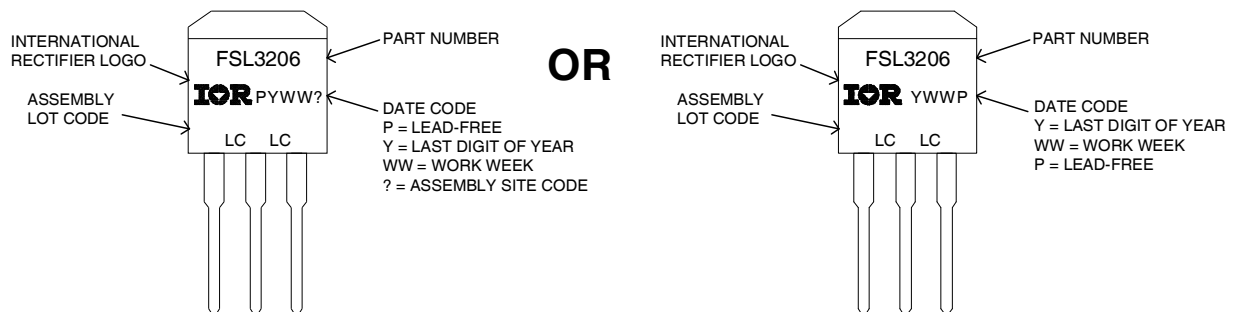 INTERNATIONAL
RECTIFIER LOGO
ASSEMBLY
LOT CODE
FSL3206
IOR PYWW?
LC LC
PART NUMBER
DATE CODE
P = LEAD-FREE
Y = LAST DIGIT OF YEAR
WW = WORK WEEK
? = ASSEMBLY SITE CODE
OR
INTERNATIONAL
RECTIFIER LOGO
ASSEMBLY
LOT CODE
FSL3206
IOR YWWP
LC LC
PART NUMBER
DATE CODE
Y = LAST DIGIT OF YEAR
WW = WORK WEEK
P = LEAD-FREE